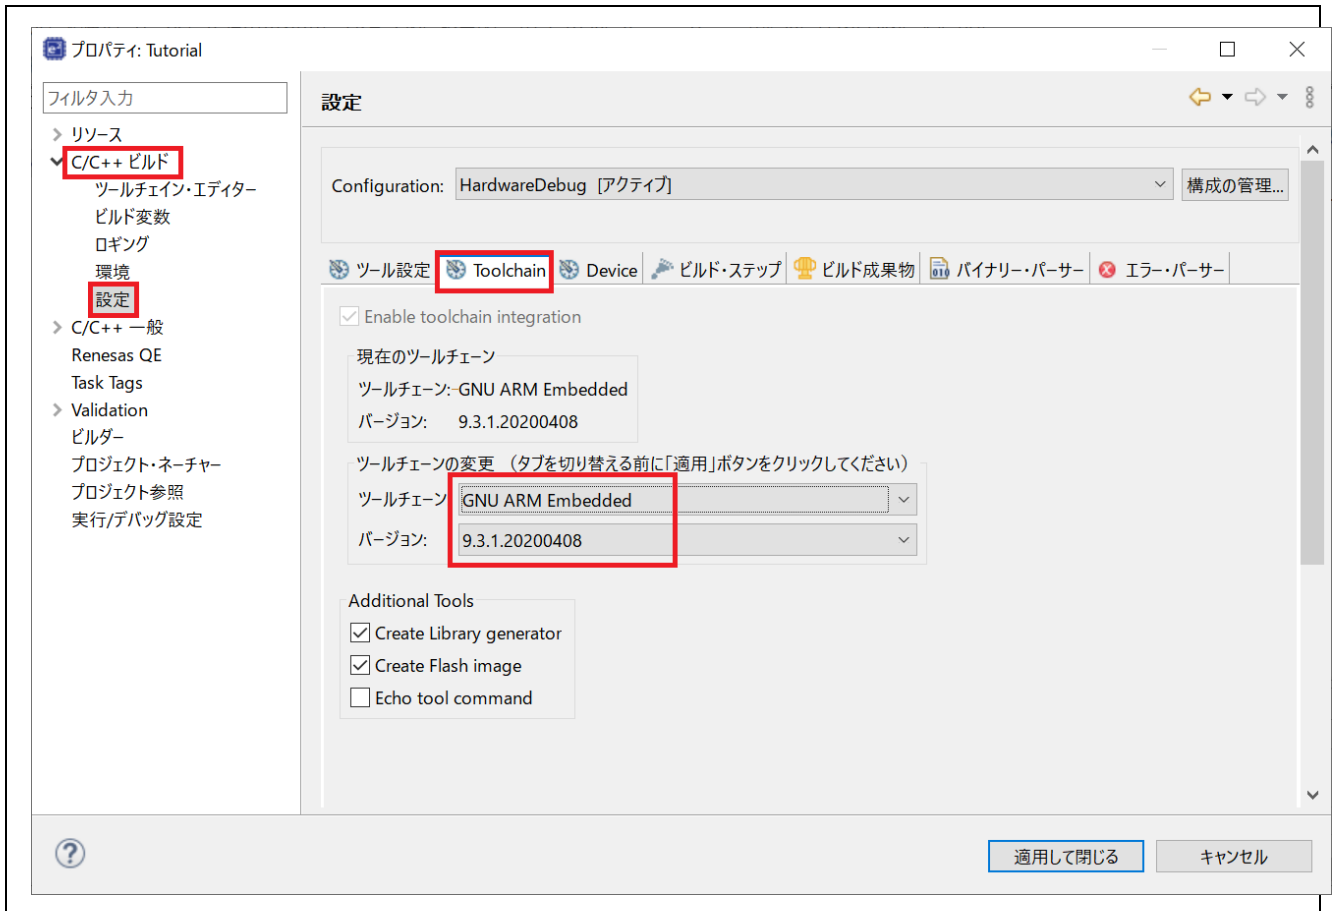 プロパティ: Tutorial
フィルタ入力
リソース
C/C++ ビルド
ツールチェイン・エディター
ビルド変数
ロギング
環境
設定
C/C++ 一般
Renesas QE
Task Tags
Validation
ビルダー
プロジェクト・ネーチャー
プロジェクト参照
実行/デバッグ設定
設定
Configuration: HardwareDebug [アクティブ] 構成の管理...
ツール設定 Toolchain Device ビルド・ステップ ビルド成果物 バイナリー・パーサー エラー・パーサー
Enable toolchain integration
現在のツールチェーン
ツールチェーン: GNU ARM Embedded
バージョン: 9.3.1.20200408
ツールチェーンの変更 （タブを切り替える前に「適用」ボタンをクリックしてください）
ツールチェーン GNU ARM Embedded
バージョン: 9.3.1.20200408
Additional Tools
Create Library generator
Create Flash image
Echo tool command
適用して閉じる キャンセル